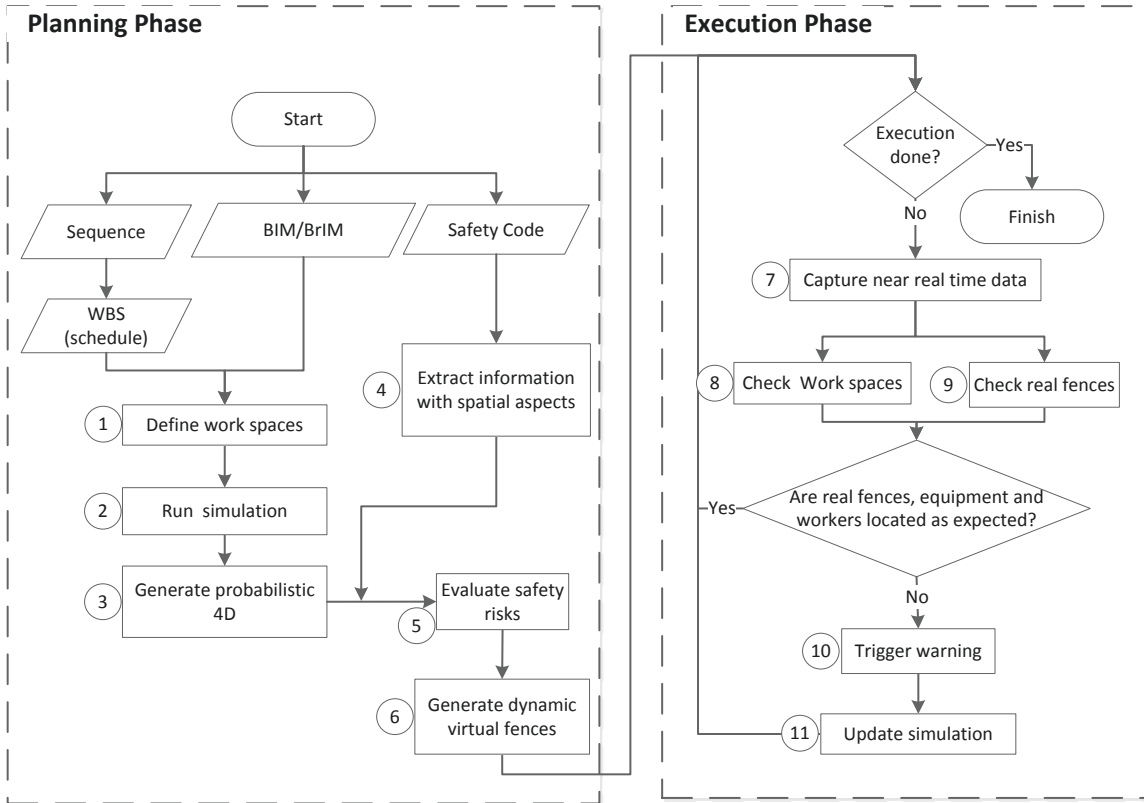 Planning Phase
Start
Sequence
BIM/BrIM
Safety Code
WBS
(schedule)
4
Extract information
with spatial aspects
1
Define work spaces
2
Run simulation
3
Generate probabilistic
4D
5
Evaluate safety
risks
6
Generate dynamic
virtual fences
Execution Phase
Execution
done?
Yes
Finish
No
7
Capture near real time data
8
Check Work spaces
9
Check real fences
Are real fences, equipment and
workers located as expected?
Yes
No
10
Trigger warning
11
Update simulation